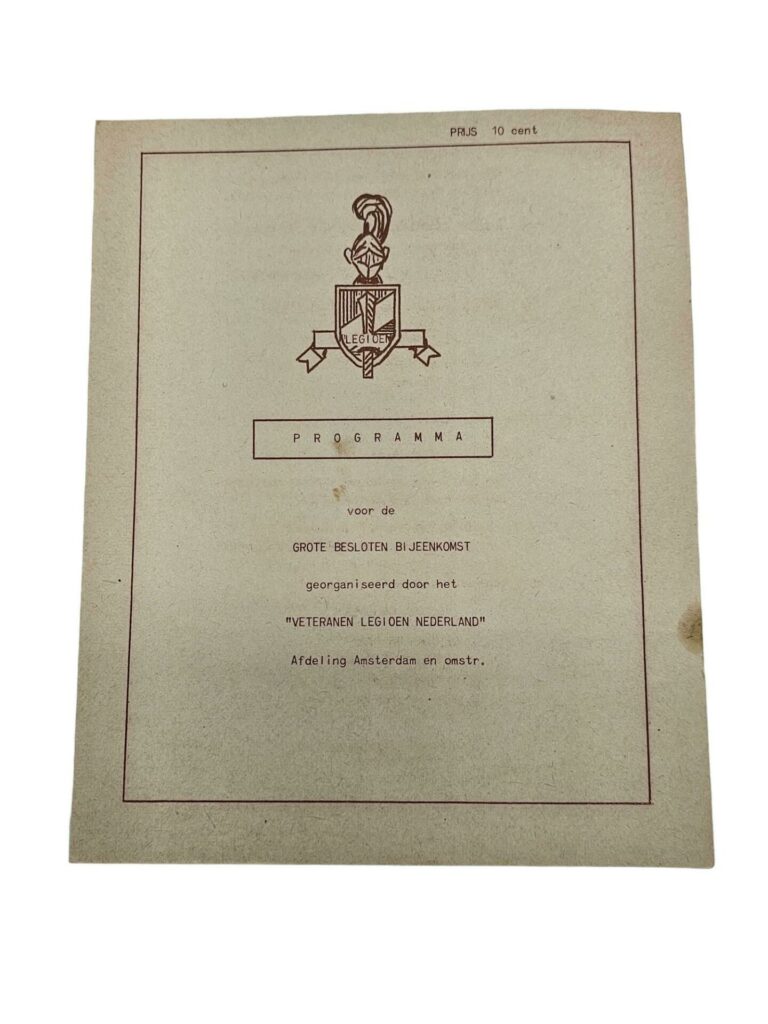 PRIJS 10 cent
LEGIOEN
PROGRAMMA
voor de
GROTE BESLOTEN BIJEENKOMST
georganiseerd door het
"VETERANEN LEGIOEN NEDERLAND"
Afdeling Amsterdam en omstr.